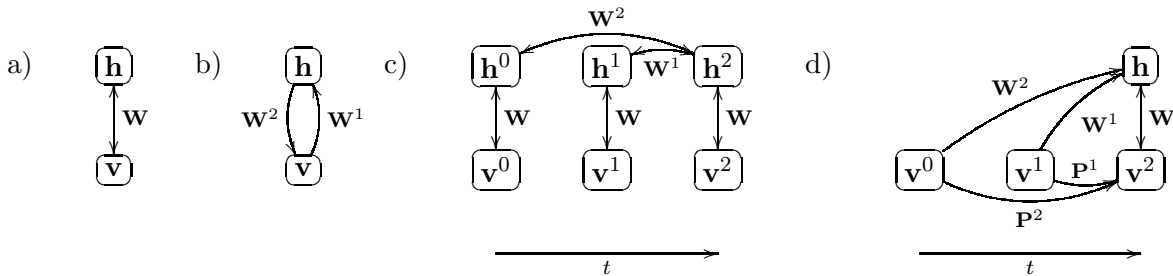 W²
a) h b) h c) h⁰ h¹ h² d) h
W¹
W²
W W² W¹ W W W W¹ W
v v v⁰ v¹ v² v⁰ v¹ v²
P¹
P²
t t